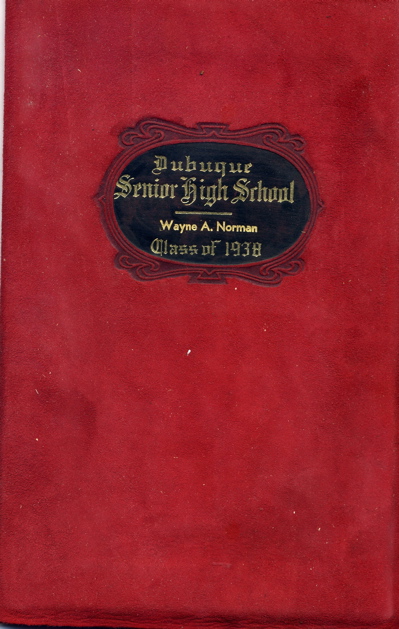 Dubuque
Senior High School
Wayne A. Norman
Class of 1938